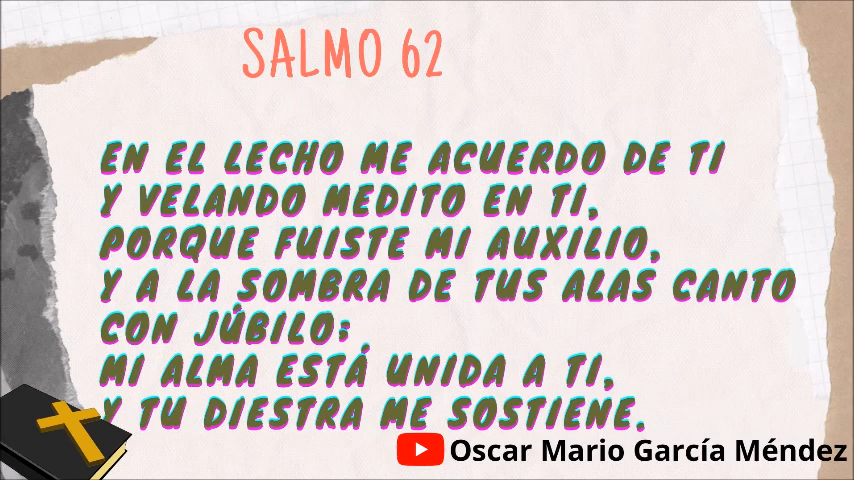 SALMO 62
EN EL LECHO ME ACUERDO DE TI
Y VELANDO MEDITO EN TI,
PORQUE FUISTE MI AUXILIO,
Y A LA SOMBRA DE TUS ALAS CANTO
CON JÚBILO;
MI ALMA ESTÁ UNIDA A TI,
Y TU DIESTRA ME SOSTIENE.
Oscar Mario García Méndez